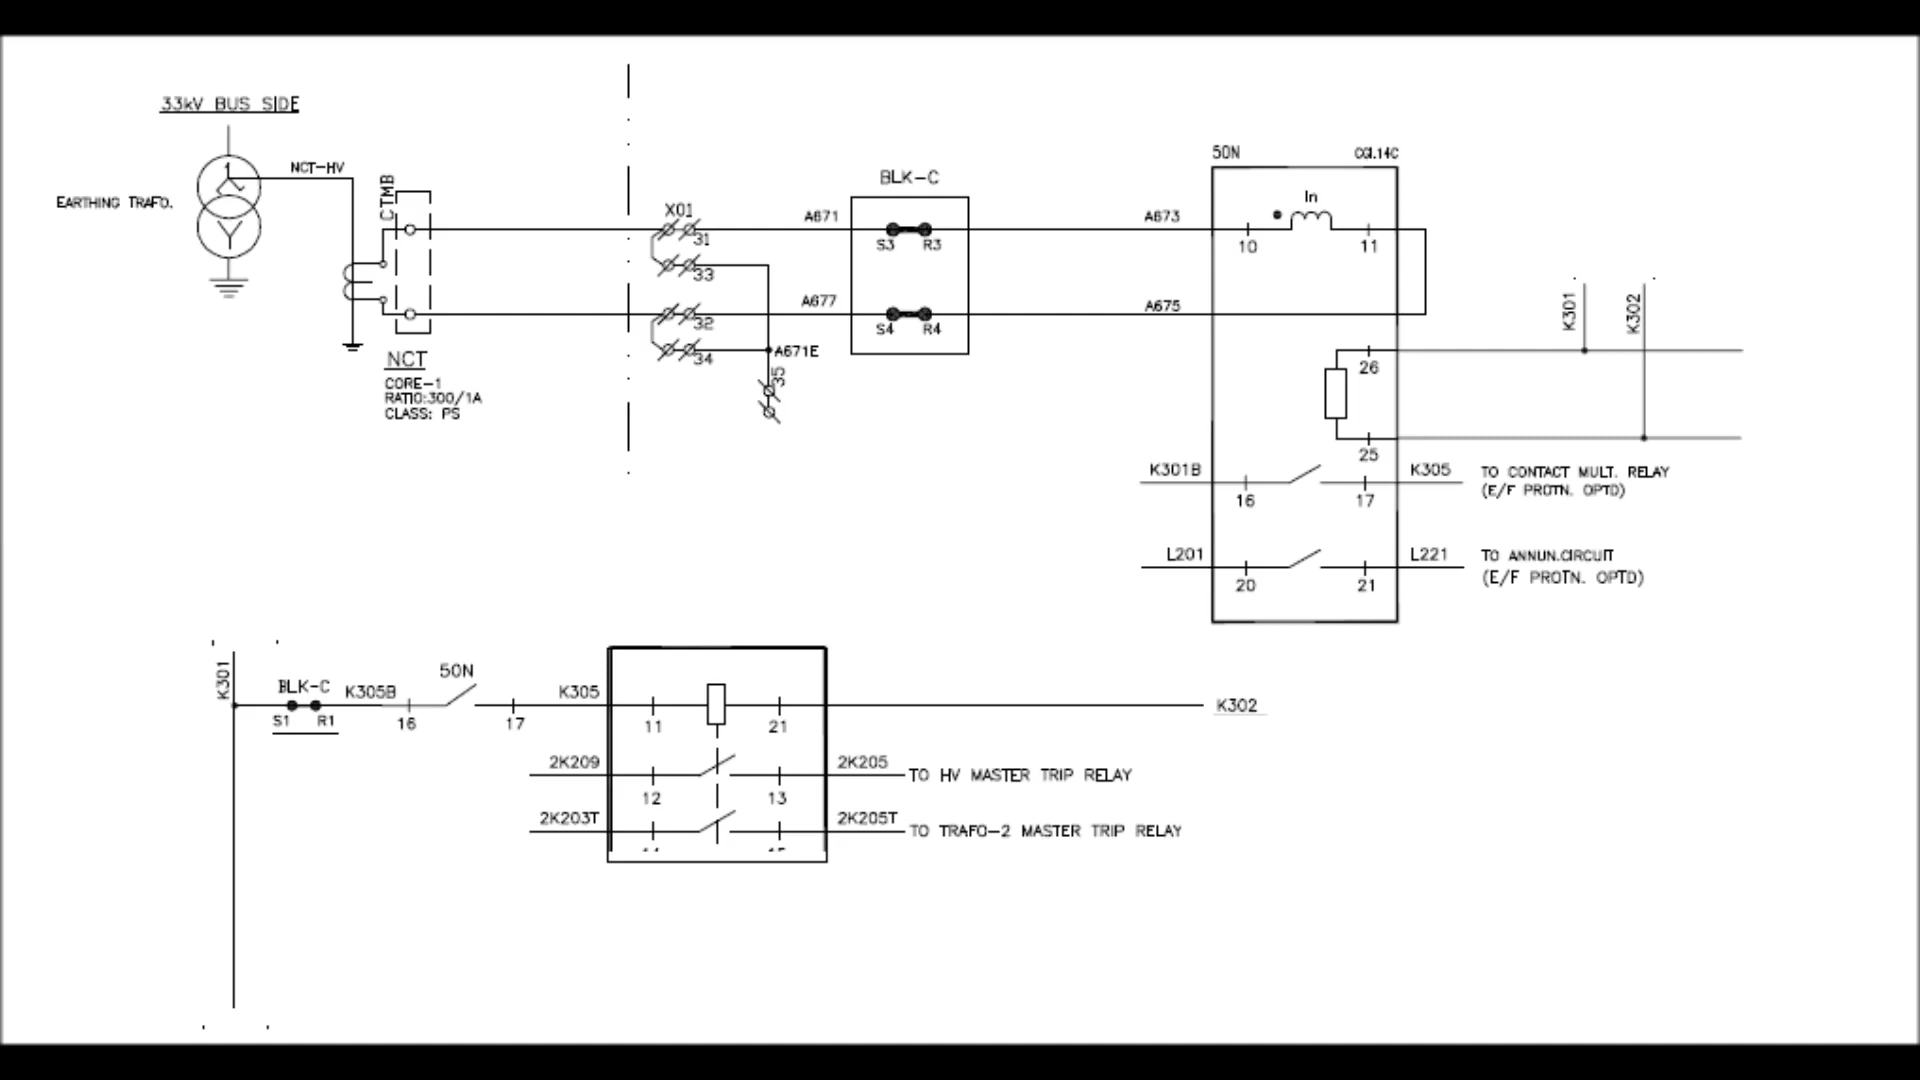 33kV BUS SIDE
NCT-HV
EARTHING TRAFO.
CTMB
NCT
CORE-1
RATIO:300/1A
CLASS: PS
X01
31
33
32
34
35
A671
A677
A671E
BLK-C
S3 R3
S4 R4
A673
A675
50N
In
10
11
26
25
K301
K302
K301B
16
17
K305
TO CONTACT MULT. RELAY
(E/F PROTN. OPTD)
L201
20
21
L221
TO ANNUN.CIRCUIT
(E/F PROTN. OPTD)
K301
BLK-C
S1 R1
K305B
16
50N
17
K305
11
21
K302
2K209
12
13
2K205
TO HV MASTER TRIP RELAY
2K203T
2K205T
TO TRAFO-2 MASTER TRIP RELAY